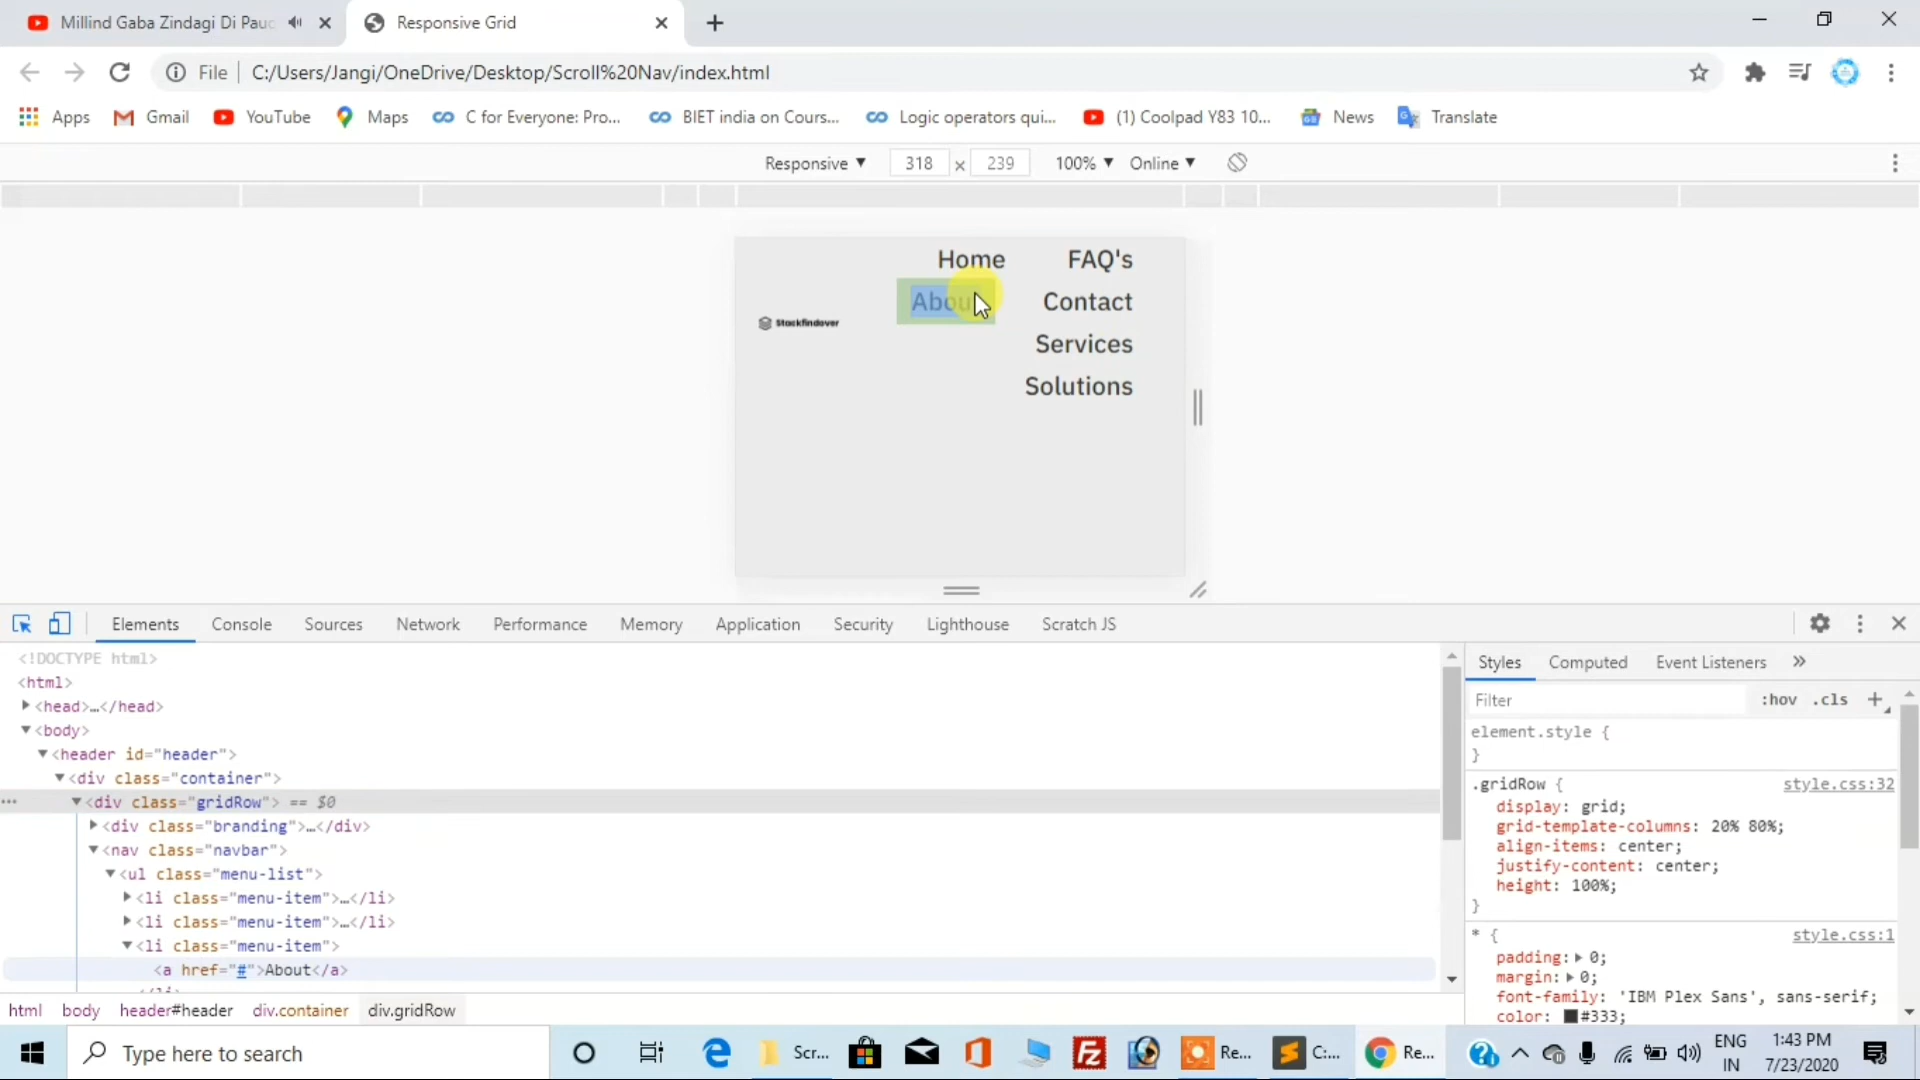 Millind Gaba Zindagi Di Pauc
Responsive Grid
File C:/Users/Jangi/OneDrive/Desktop/Scroll%20Nav/index.html
Apps Gmail YouTube Maps C for Everyone: Pro... BIET india on Cours... Logic operators qui... (1) Coolpad Y83 10... News Translate
Responsive ▼ 318 × 239 100% ▼ Online ▼
Home FAQ's
About Contact
Stackfindover
Services
Solutions
Elements Console Sources Network Performance Memory Application Security Lighthouse Scratch JS
<!DOCTYPE html>
<html>
▶<head>…</head>
▼<body>
▼<header id="header">
▼<div class="container">
▼<div class="gridRow"> == $0
▶<div class="branding">…</div>
▼<nav class="navbar">
▼<ul class="menu-list">
▶<li class="menu-item">…</li>
▶<li class="menu-item">…</li>
▼<li class="menu-item">
<a href="#">About</a>
</li>
html body header#header div.container div.gridRow
Styles Computed Event Listeners »
Filter :hov .cls +
element.style {
}
.gridRow { style.css:32
display: grid;
grid-template-columns: 20% 80%;
align-items: center;
justify-content: center;
height: 100%;
}
* { style.css:1
padding:▶ 0;
margin:▶ 0;
font-family: 'IBM Plex Sans', sans-serif;
color: #333;
Type here to search
Scr... Re... C:... Re...
ENG
IN
1:43 PM
7/23/2020